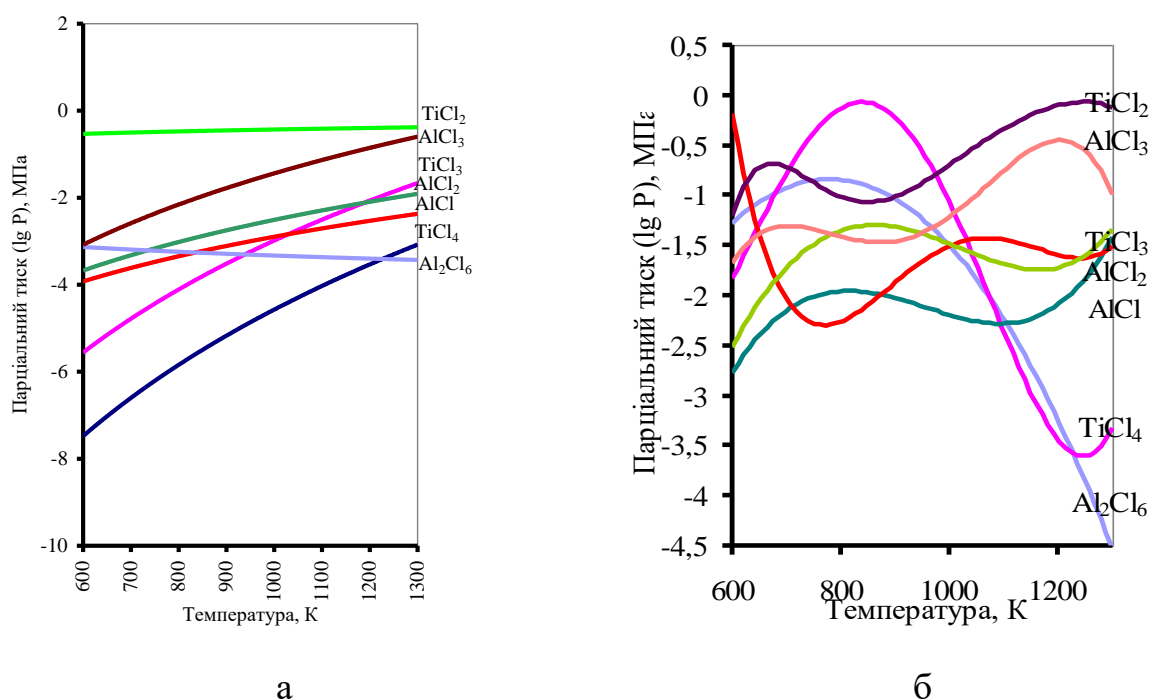 Парціальний тиск (lg P), МПа
2
0
-2
-4
-6
-8
-10
TiCl2
AlCl3
TiCl3
AlCl2
AlCl
TiCl4
Al2Cl6
600
700
800
900
1000
1100
1200
1300
Температура, К
а
Парціальний тиск (lg P), МПа
0,5
0
-0,5
-1
-1,5
-2
-2,5
-3
-3,5
-4
-4,5
TiCl2
AlCl3
TiCl3
AlCl2
AlCl
TiCl4
Al2Cl6
600 800 1000 1200
Температура, К
б